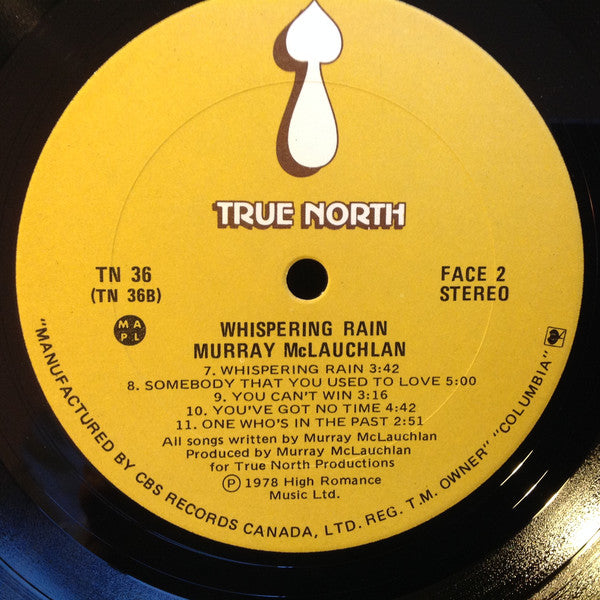 TRUE NORTH
TN 36
(TN 36B)
FACE 2
STEREO
M A
P L
WHISPERING RAIN
MURRAY McLAUCHLAN
7. WHISPERING RAIN 3:42
8. SOMEBODY THAT YOU USED TO LOVE 5:00
9. YOU CAN'T WIN 3:16
10. YOU'VE GOT NO TIME 4:42
11. ONE WHO'S IN THE PAST 2:51
All songs written by Murray McLauchlan
Produced by Murray McLauchlan
for True North Productions
Ⓟ 1978 High Romance
Music Ltd.
"MANUFACTURED BY CBS RECORDS CANADA, LTD. REG. T.M. OWNER" "COLUMBIA"